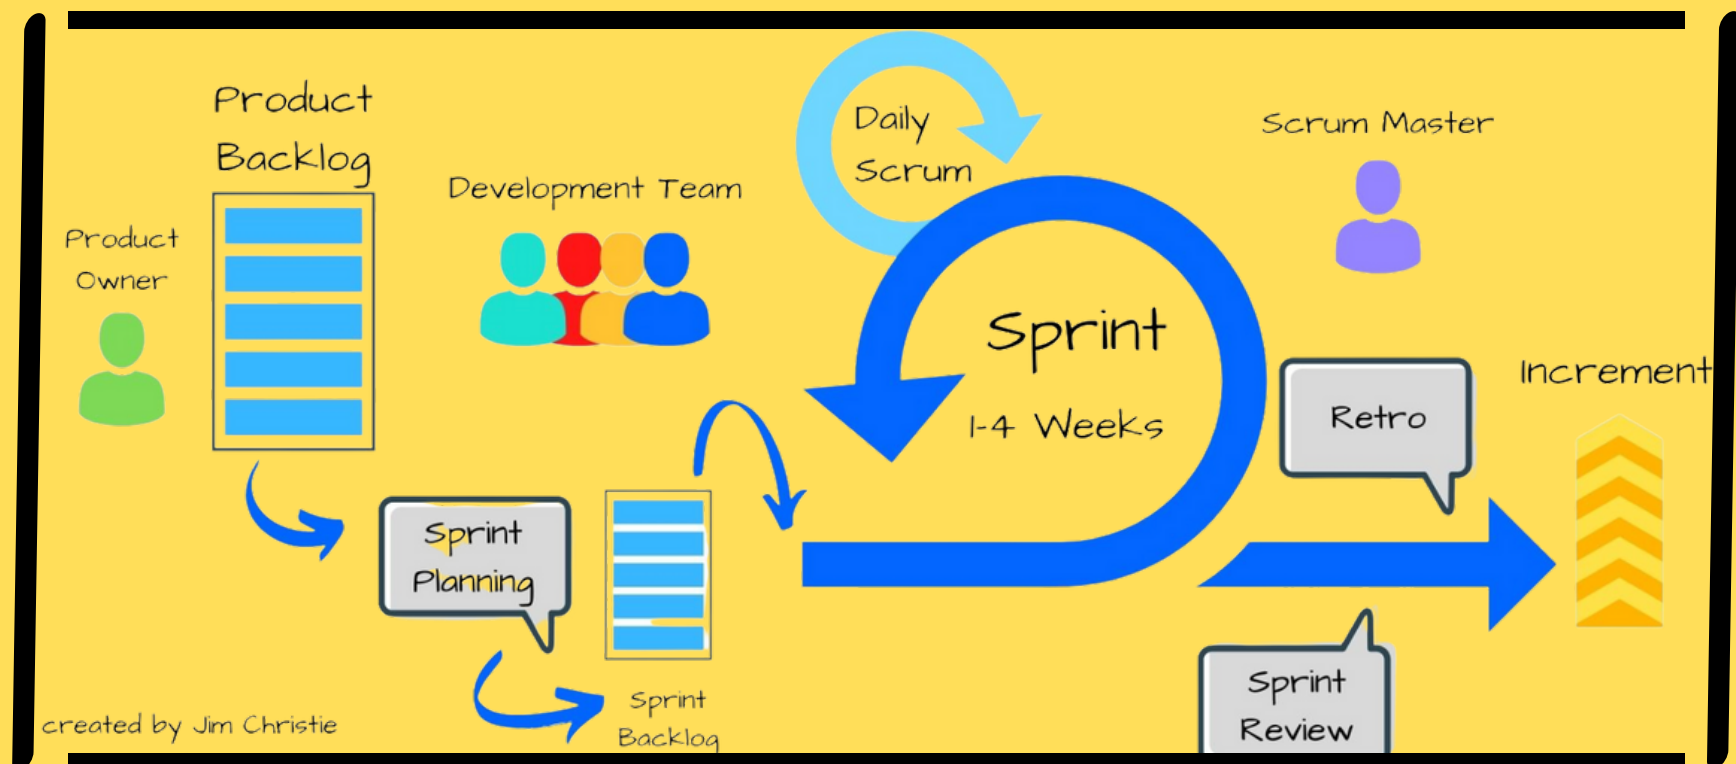 Product
Backlog
Product
Owner
Development Team
Daily
Scrum
Scrum Master
Sprint
1-4 Weeks
Retro
Increment
Sprint
Planning
Sprint
Backlog
Sprint
Review
created by Jim Christie